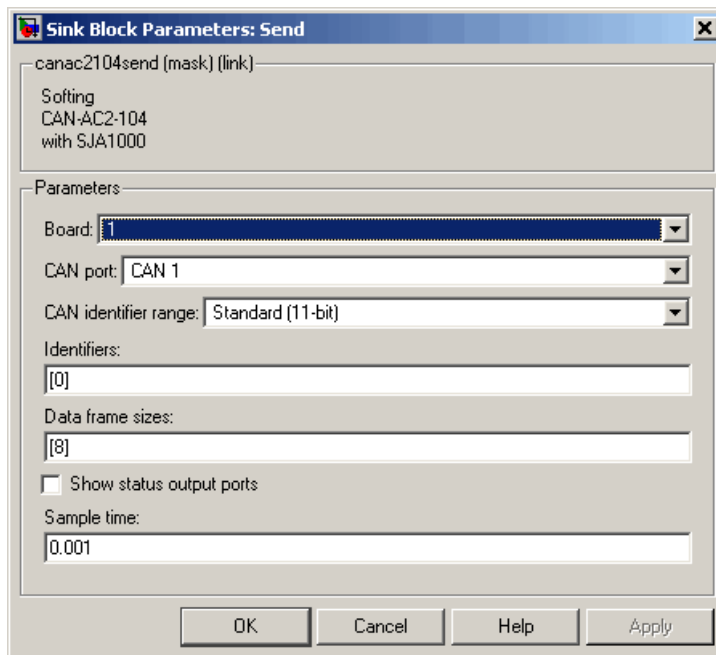 Sink Block Parameters: Send
canac2104send (mask) (link)
Softing
CAN-AC2-104
with SJA1000
Parameters
Board: 1
CAN port: CAN 1
CAN identifier range: Standard (11-bit)
Identifiers:
[0]
Data frame sizes:
[8]
Show status output ports
Sample time:
0.001
OK Cancel Help Apply